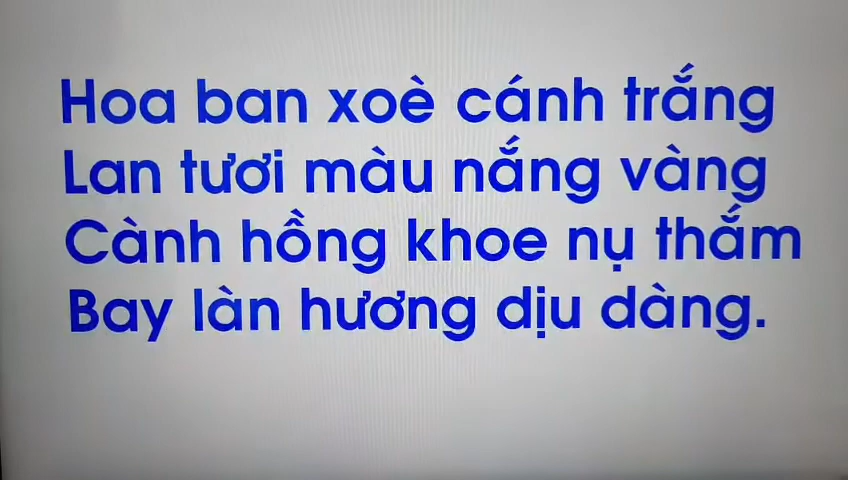 Hoa ban xoè cánh trắng
Lan tươi màu nắng vàng
Cành hồng khoe nụ thắm
Bay làn hương dịu dàng.